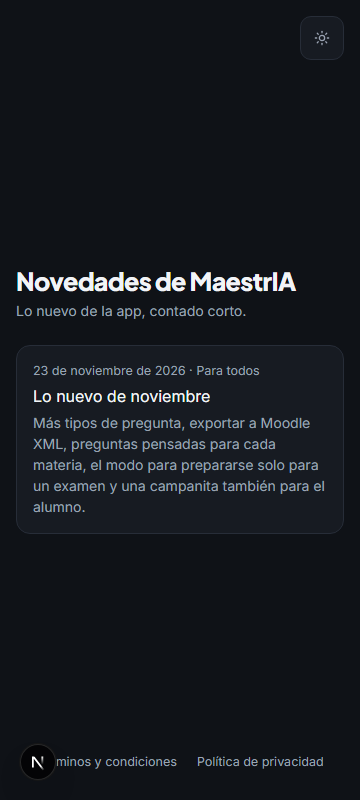 Novedades de MaestrIA
Lo nuevo de la app, contado corto.
23 de noviembre de 2026 · Para todos
Lo nuevo de noviembre
Más tipos de pregunta, exportar a Moodle
XML, preguntas pensadas para cada
materia, el modo para prepararse solo para
un examen y una campanita también para el
alumno.
N minos y condiciones Política de privacidad